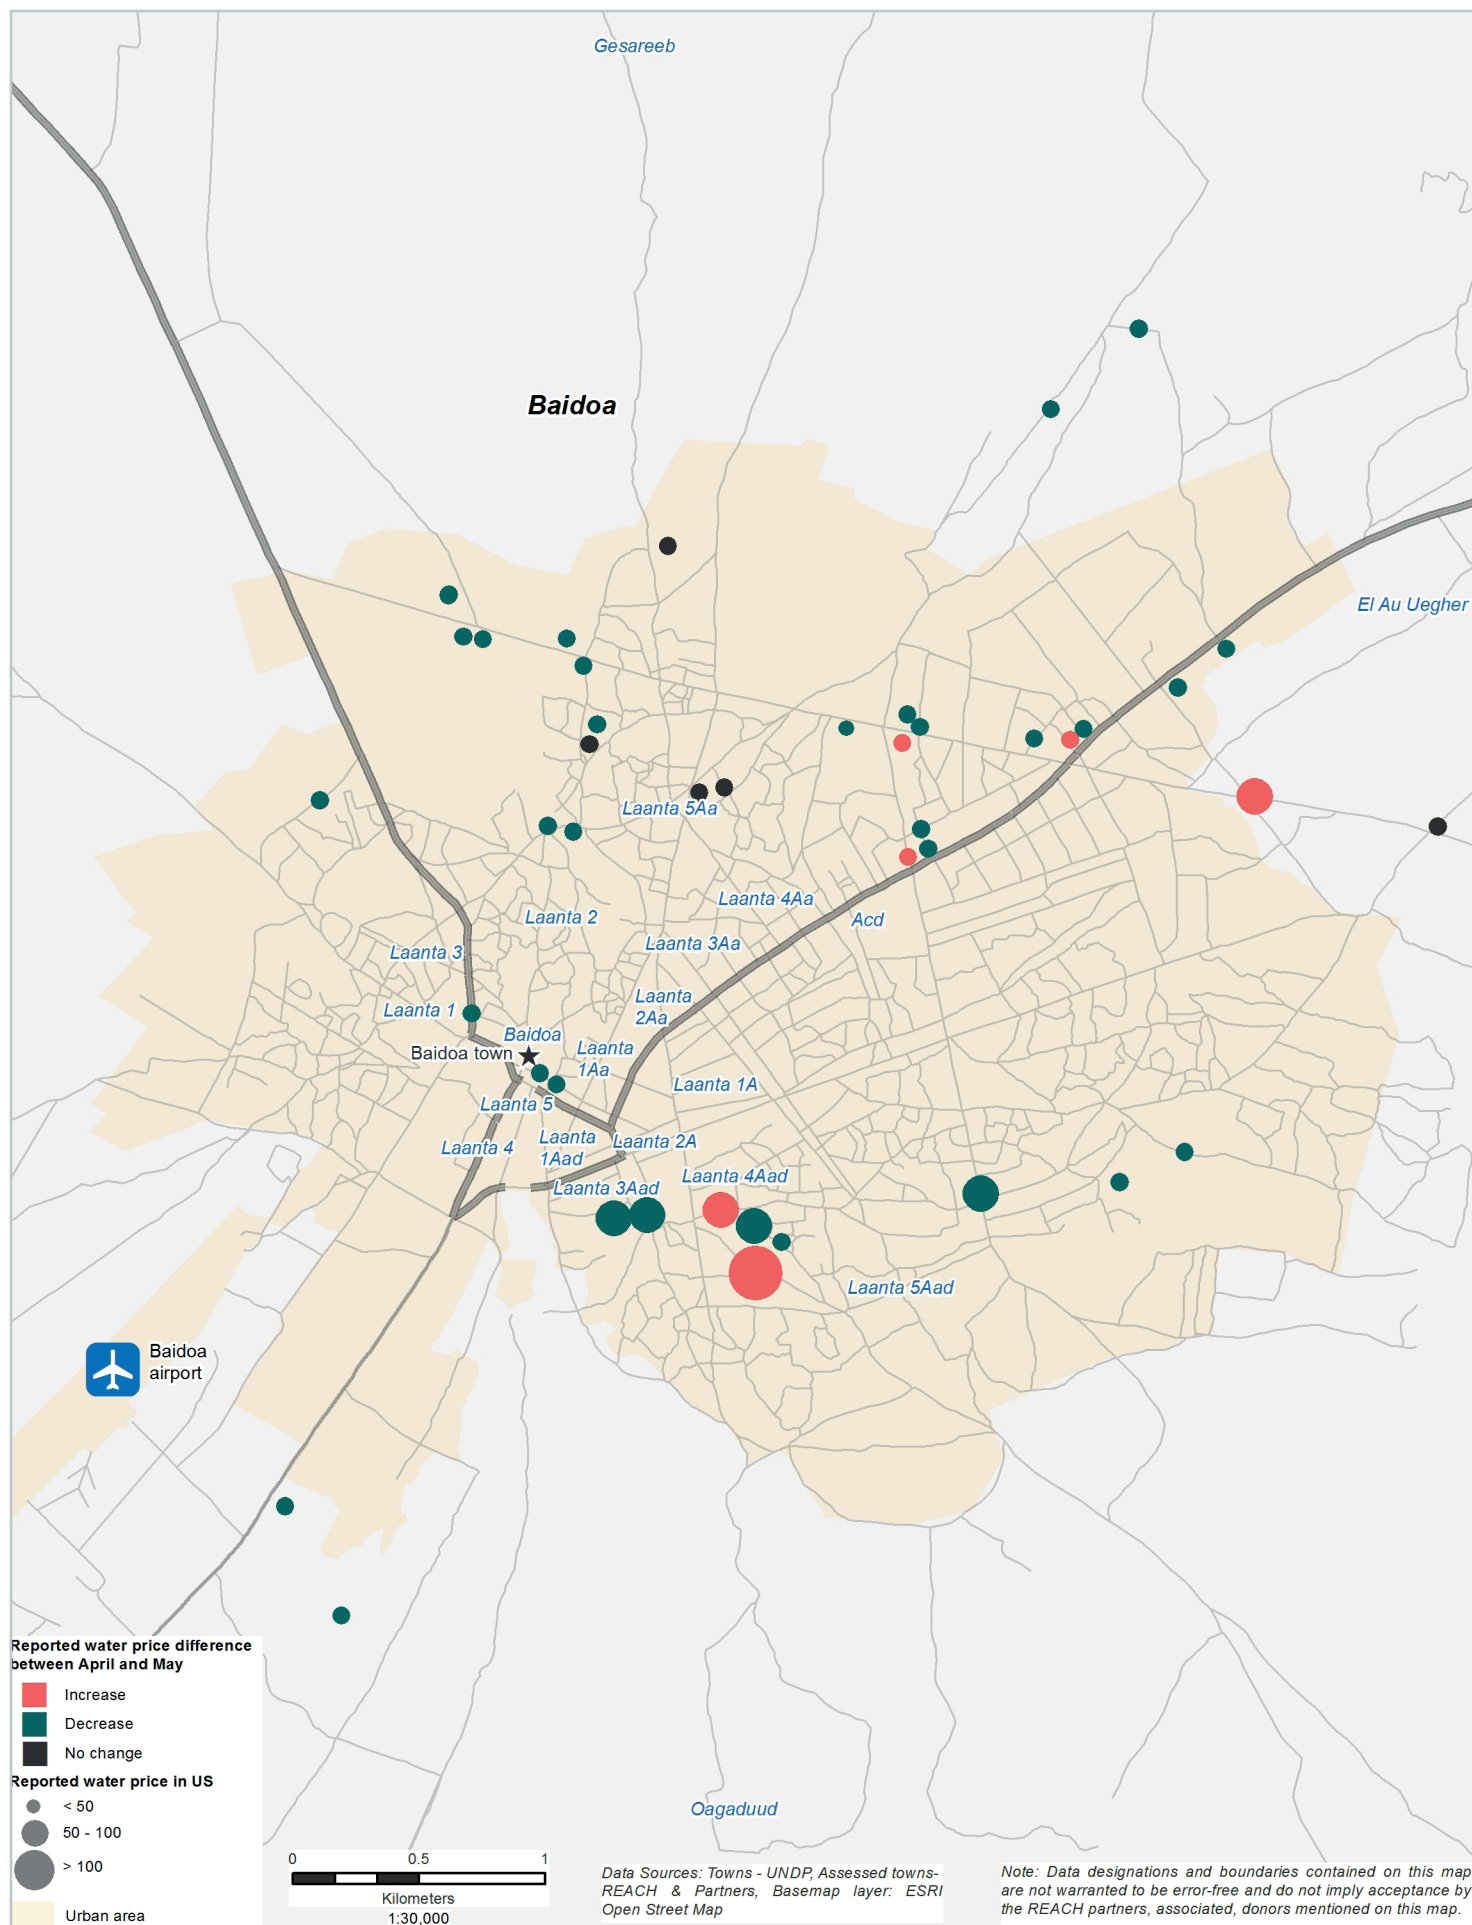 Gesareeb
Baidoa
El Au Uegher
Laanta 5Aa
Laanta 4Aa
Laanta 2
Acd
Laanta 3Aa
Laanta 3
Laanta
2Aa
Laanta 1
Baidoa
Baidoa town
Laanta
1Aa
Laanta 1A
Laanta 5
Laanta 4
Laanta
1Aad
Laanta 2A
Laanta 4Aad
Laanta 3Aad
Laanta 5Aad
Baidoa
airport
Oagaduud
Reported water price difference
between April and May
Increase
Decrease
No change
Reported water price in US
< 50
50 - 100
> 100
Urban area
0 0.5 1
Kilometers
1:30,000
Data Sources: Towns - UNDP, Assessed towns-
REACH & Partners, Basemap layer: ESRI
Open Street Map
Note: Data designations and boundaries contained on this map
are not warranted to be error-free and do not imply acceptance by
the REACH partners, associated, donors mentioned on this map.